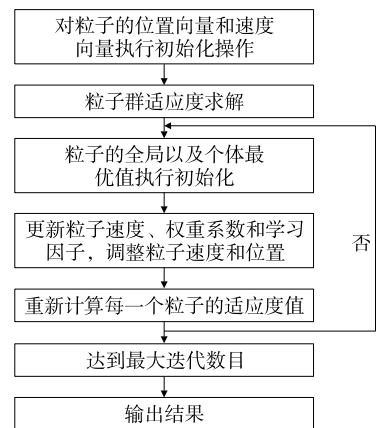 对粒子的位置向量和速度
向量执行初始化操作
粒子群适应度求解
粒子的全局以及个体最
优值执行初始化
更新粒子速度、权重系数和学习
因子，调整粒子速度和位置
否
重新计算每一个粒子的适应度值
达到最大迭代数目
输出结果